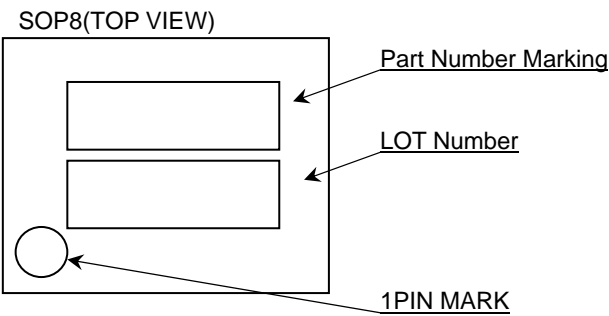 SOP8(TOP VIEW)
Part Number Marking
LOT Number
1PIN MARK